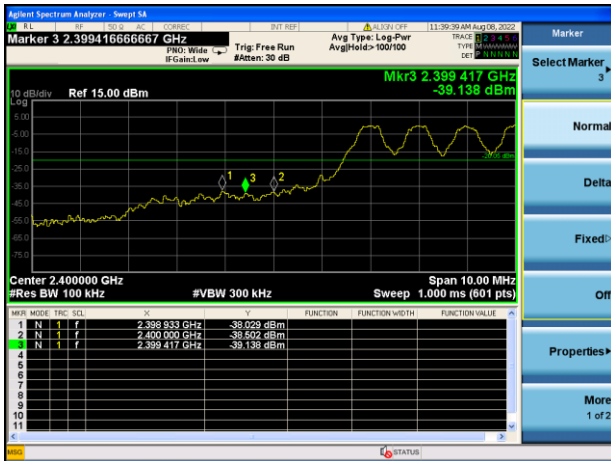 Agilent Spectrum Analyzer - Swept SA
RL RF 50 Ω AC CORREC INT REF ALIGN OFF 11:39:39 AM Aug 08, 2022
Marker 3 2.399416666667 GHz
PNO: Wide
IFGain:Low
Trig: Free Run
#Atten: 30 dB
Avg Type: Log-Pwr
Avg|Hold:>100/100
TRACE 1 2 3 4 5 6
TYPE MWWWWW
DET P N N N N N
Mkr3 2.399 417 GHz
-39.138 dBm
10 dB/div Ref 15.00 dBm
Log
5.00
-5.00
-15.0
-25.0
-35.0
-45.0
-55.0
-65.0
-75.0
1
3
2
Center 2.400000 GHz Span 10.00 MHz
#Res BW 100 kHz #VBW 300 kHz Sweep 1.000 ms (601 pts)
MKR MODE TRC SCL X Y FUNCTION FUNCTION WIDTH FUNCTION VALUE
1 N 1 f 2.398 933 GHz -38.029 dBm
2 N 1 f 2.400 000 GHz -38.502 dBm
3 N 1 f 2.399 417 GHz -39.138 dBm
4
5
6
7
8
9
10
11
MSG STATUS
Marker
Select Marker
3
Normal
Delta
Fixed
Off
Properties
More
1 of 2